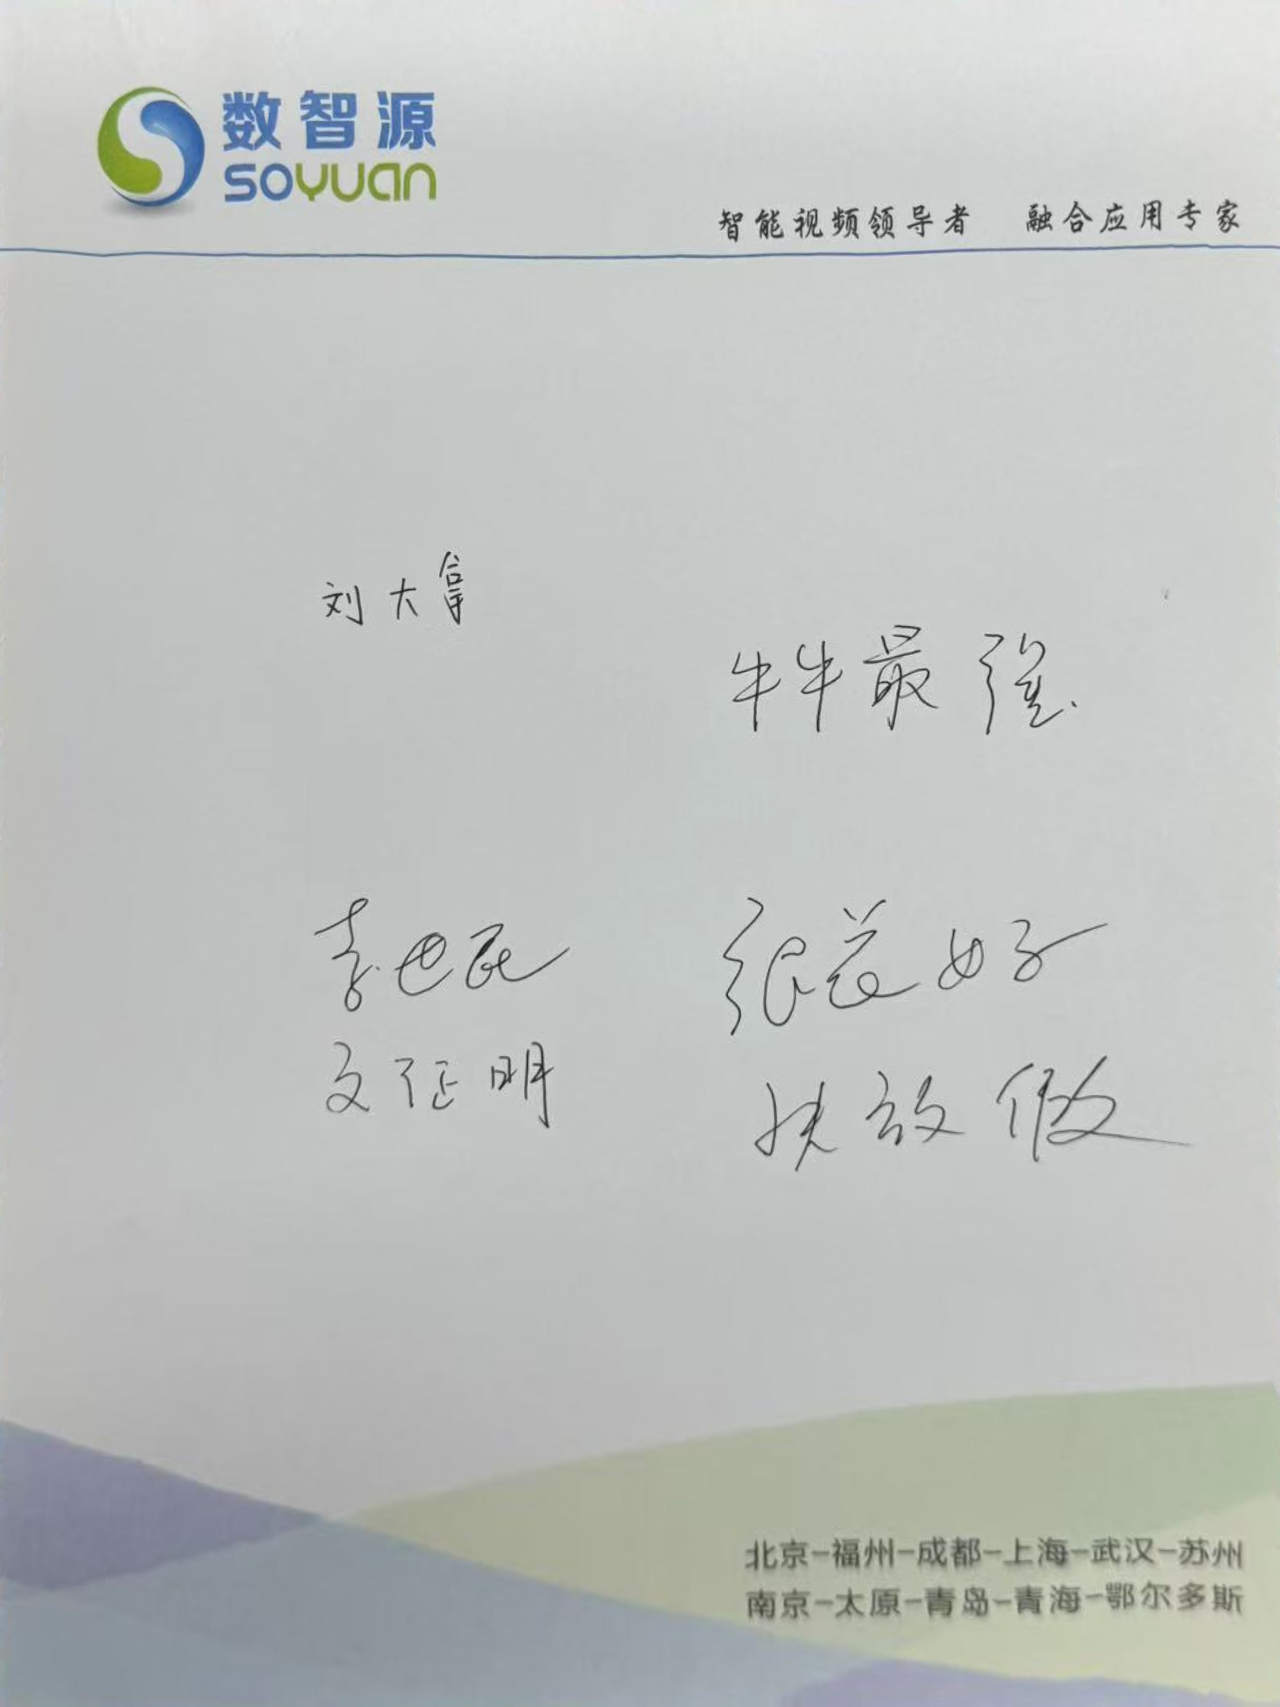 数智源
SOYUAN
智能视频领导者 融合应用专家
刘大拿
牛牛最强
李世民
张芸好
文征明
放假
北京-福州-成都-上海-武汉-苏州
南京-太原-青岛-青海-鄂尔多斯